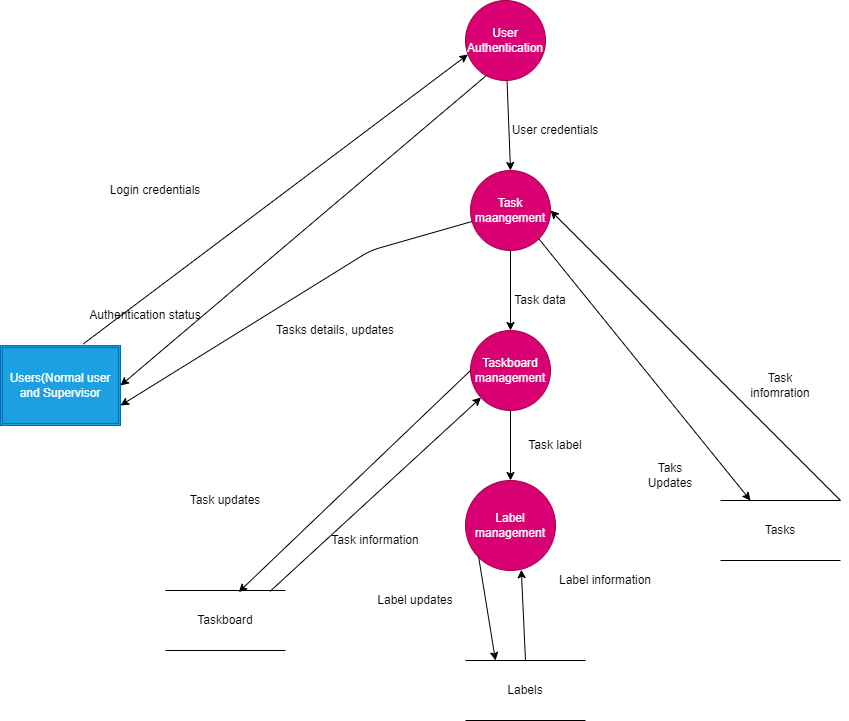 User
Authentication
User credentials
Login credentials
Task
maangement
Task data
Authentication status
Tasks details, updates
Taskboard
management
Users(Normal user
and Supervisor
Task
infomration
Task label
Taks
Updates
Task updates
Label
management
Task information
Tasks
Label information
Label updates
Taskboard
Labels